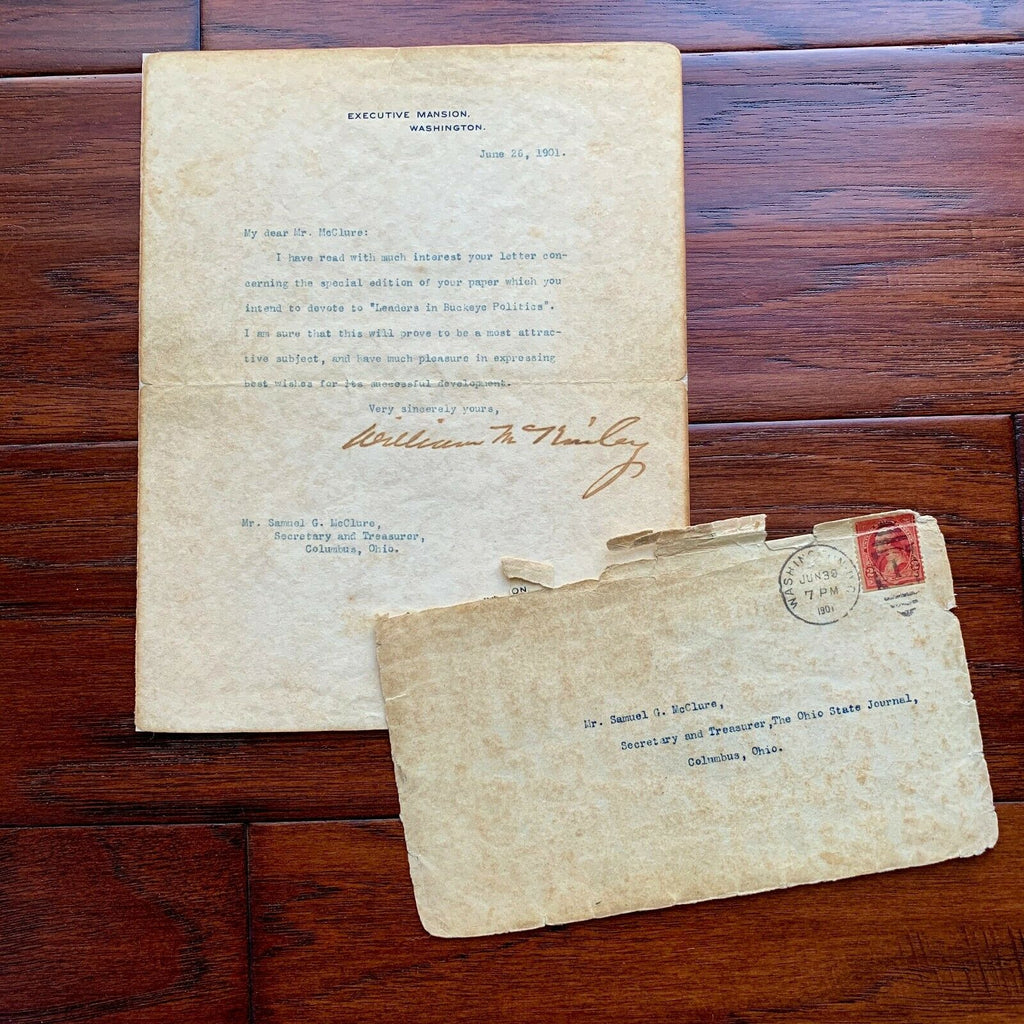 EXECUTIVE MANSION,
WASHINGTON.
June 26, 1901.
My dear Mr. McClure:
I have read with much interest your letter con-
cerning the special edition of your paper which you
intend to devote to "Leaders in Buckeye Politics".
I am sure that this will prove to be a most attrac-
tive subject, and have much pleasure in expressing
best wishes for its successful development.
Very sincerely yours,
William McKinley
Mr. Samuel G. McClure,
Secretary and Treasurer,
Columbus, Ohio.
ON
WASHINGTON, D.C.
JUN 30
7 PM
1901
2 2
Mr. Samuel G. McClure,
Secretary and Treasurer,The Ohio State Journal,
Columbus, Ohio.